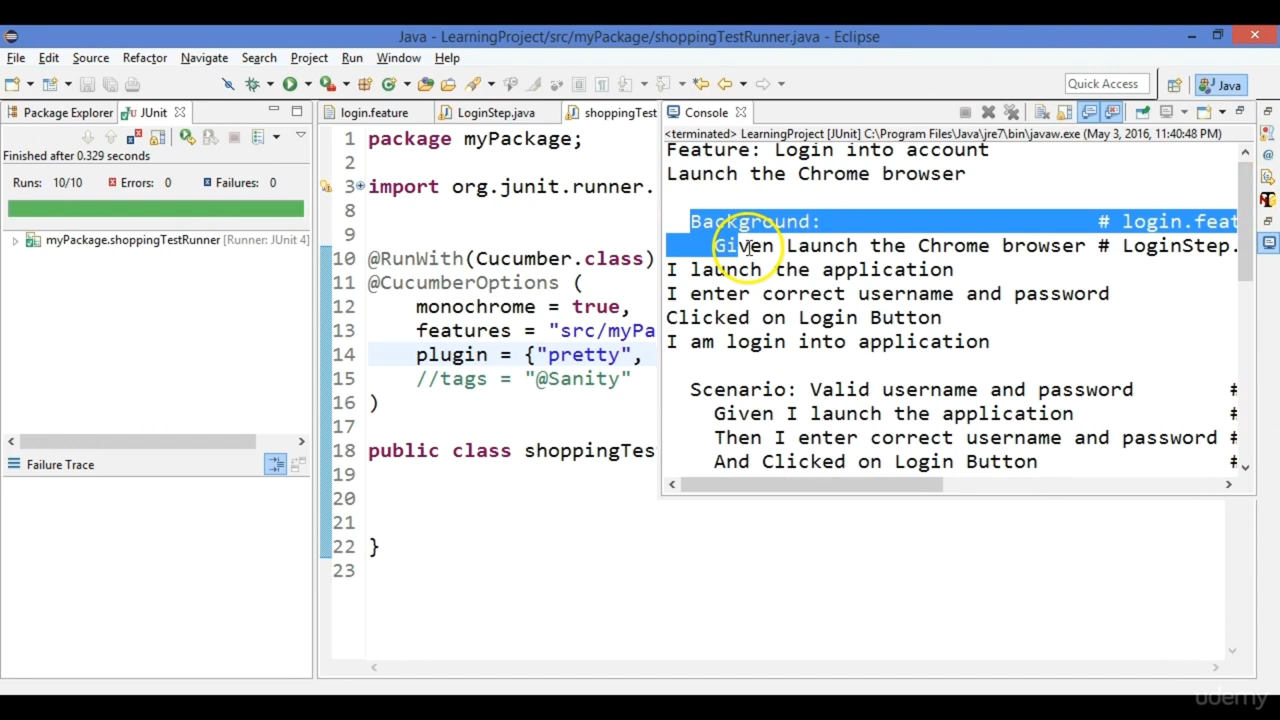 Java - LearningProject/src/myPackage/shoppingTestRunner.java - Eclipse
File Edit Source Refactor Navigate Search Project Run Window Help
Quick Access
Java
Package Explorer
JUnit
login.feature
LoginStep.java
shoppingTest
Console
Finished after 0.329 seconds
Runs: 10/10
Errors: 0
Failures: 0
myPackage.shoppingTestRunner [Runner: JUnit 4]
Failure Trace
1 package myPackage;
2
3 import org.junit.runner.
8
9
10 @RunWith(Cucumber.class)
11 @CucumberOptions (
12 monochrome = true,
13 features = "src/myPa
14 plugin = {"pretty",
15 //tags = "@Sanity"
16 )
17
18 public class shoppingTes
19
20
21
22 }
23
<terminated> LearningProject [JUnit] C:\Program Files\Java\jre7\bin\javaw.exe (May 3, 2016, 11:40:48 PM)
Feature: Login into account
Launch the Chrome browser
Background: # login.feat
Given Launch the Chrome browser # LoginStep.
I launch the application
I enter correct username and password
Clicked on Login Button
I am login into application
Scenario: Valid username and password #
Given I launch the application #
Then I enter correct username and password #
And Clicked on Login Button #
udemy